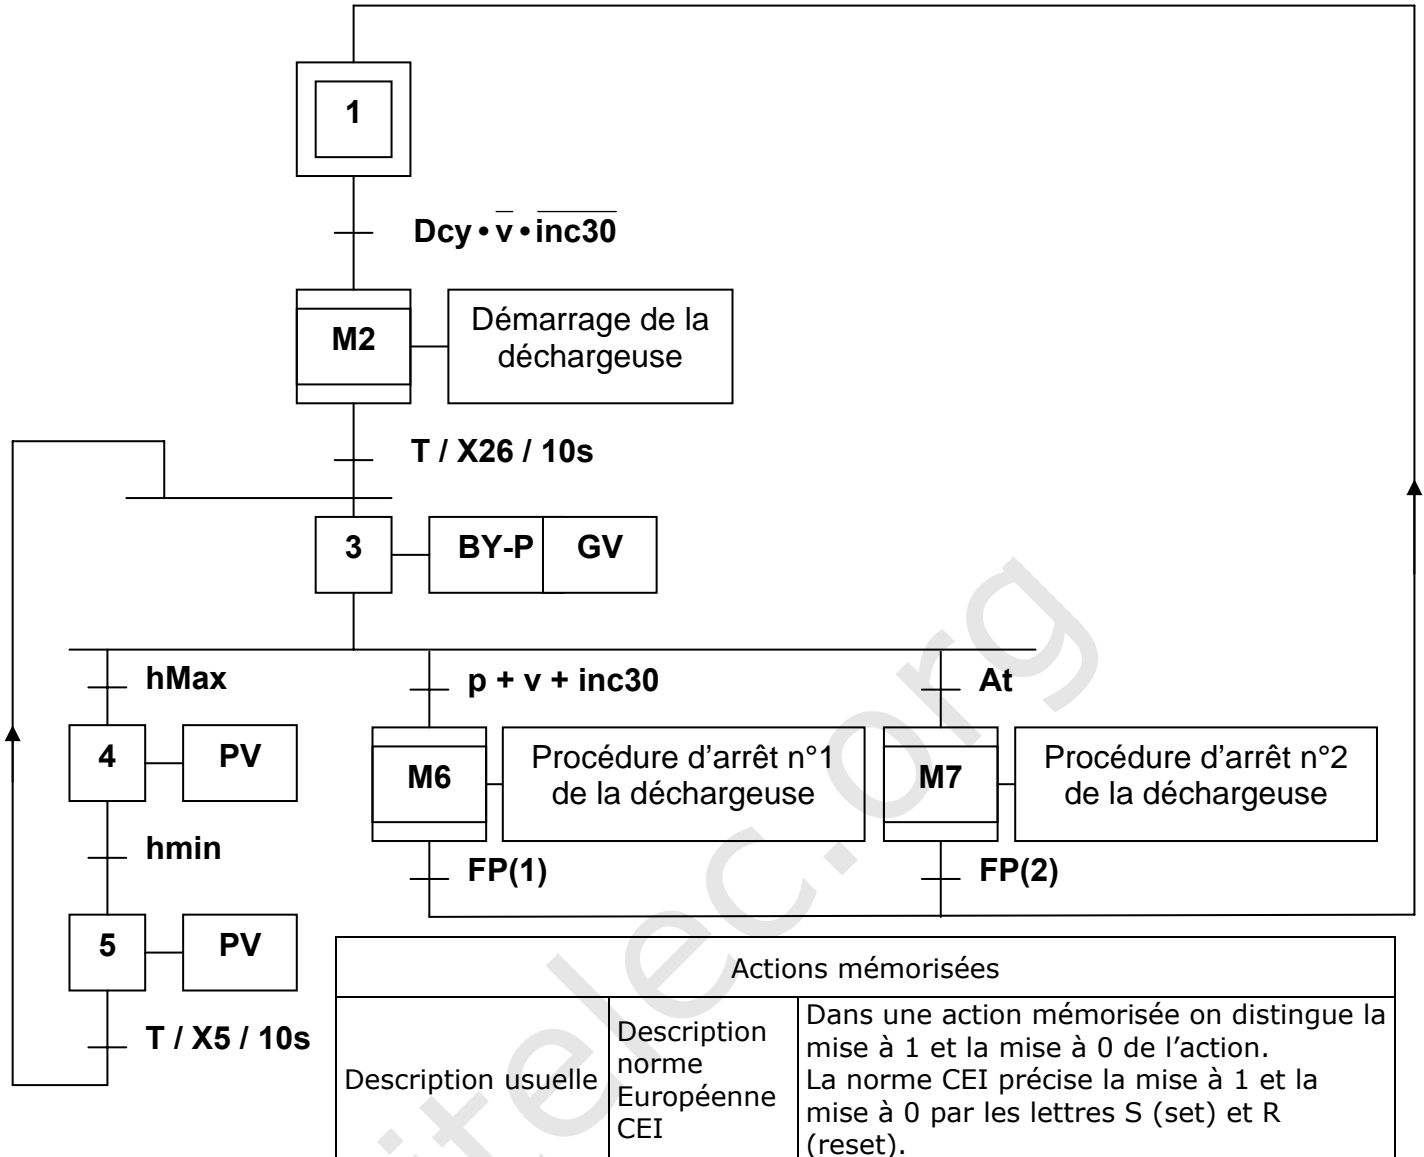 1
Dcy • v • inc30
M2
Démarrage de la
déchargeuse
T / X26 / 10s
3
BY-P
GV
hMax
p + v + inc30
At
4
PV
M6
Procédure d'arrêt n°1
de la déchargeuse
M7
Procédure d'arrêt n°2
de la déchargeuse
hmin
FP(1)
FP(2)
5
PV
T / X5 / 10s
Actions mémorisées
Description usuelle
Description
norme
Européenne
CEI
Dans une action mémorisée on distingue la
mise à 1 et la mise à 0 de l'action.
La norme CEI précise la mise à 1 et la
mise à 0 par les lettres S (set) et R
(reset).
itelec.org